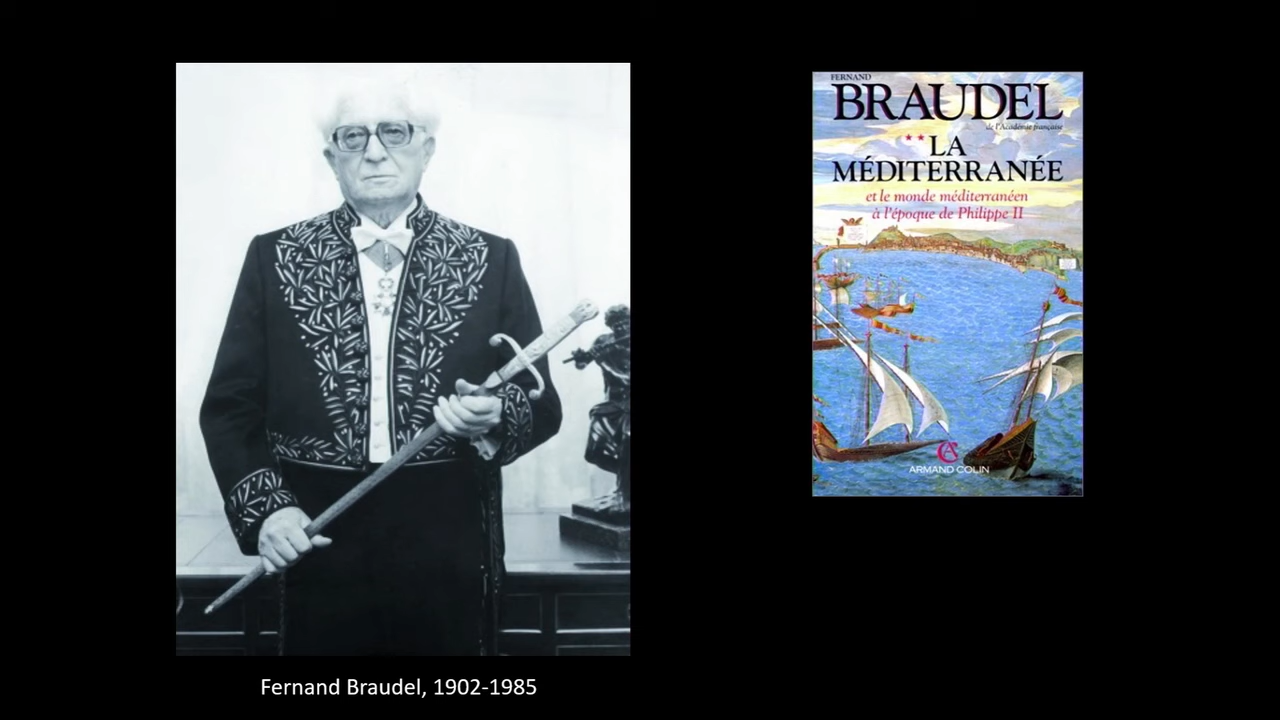 FERNAND
BRAUDEL
de l'Académie française
**LA
MÉDITERRANÉE
et le monde méditerranéen
à l'époque de Philippe II
ARMAND COLIN
Fernand Braudel, 1902-1985